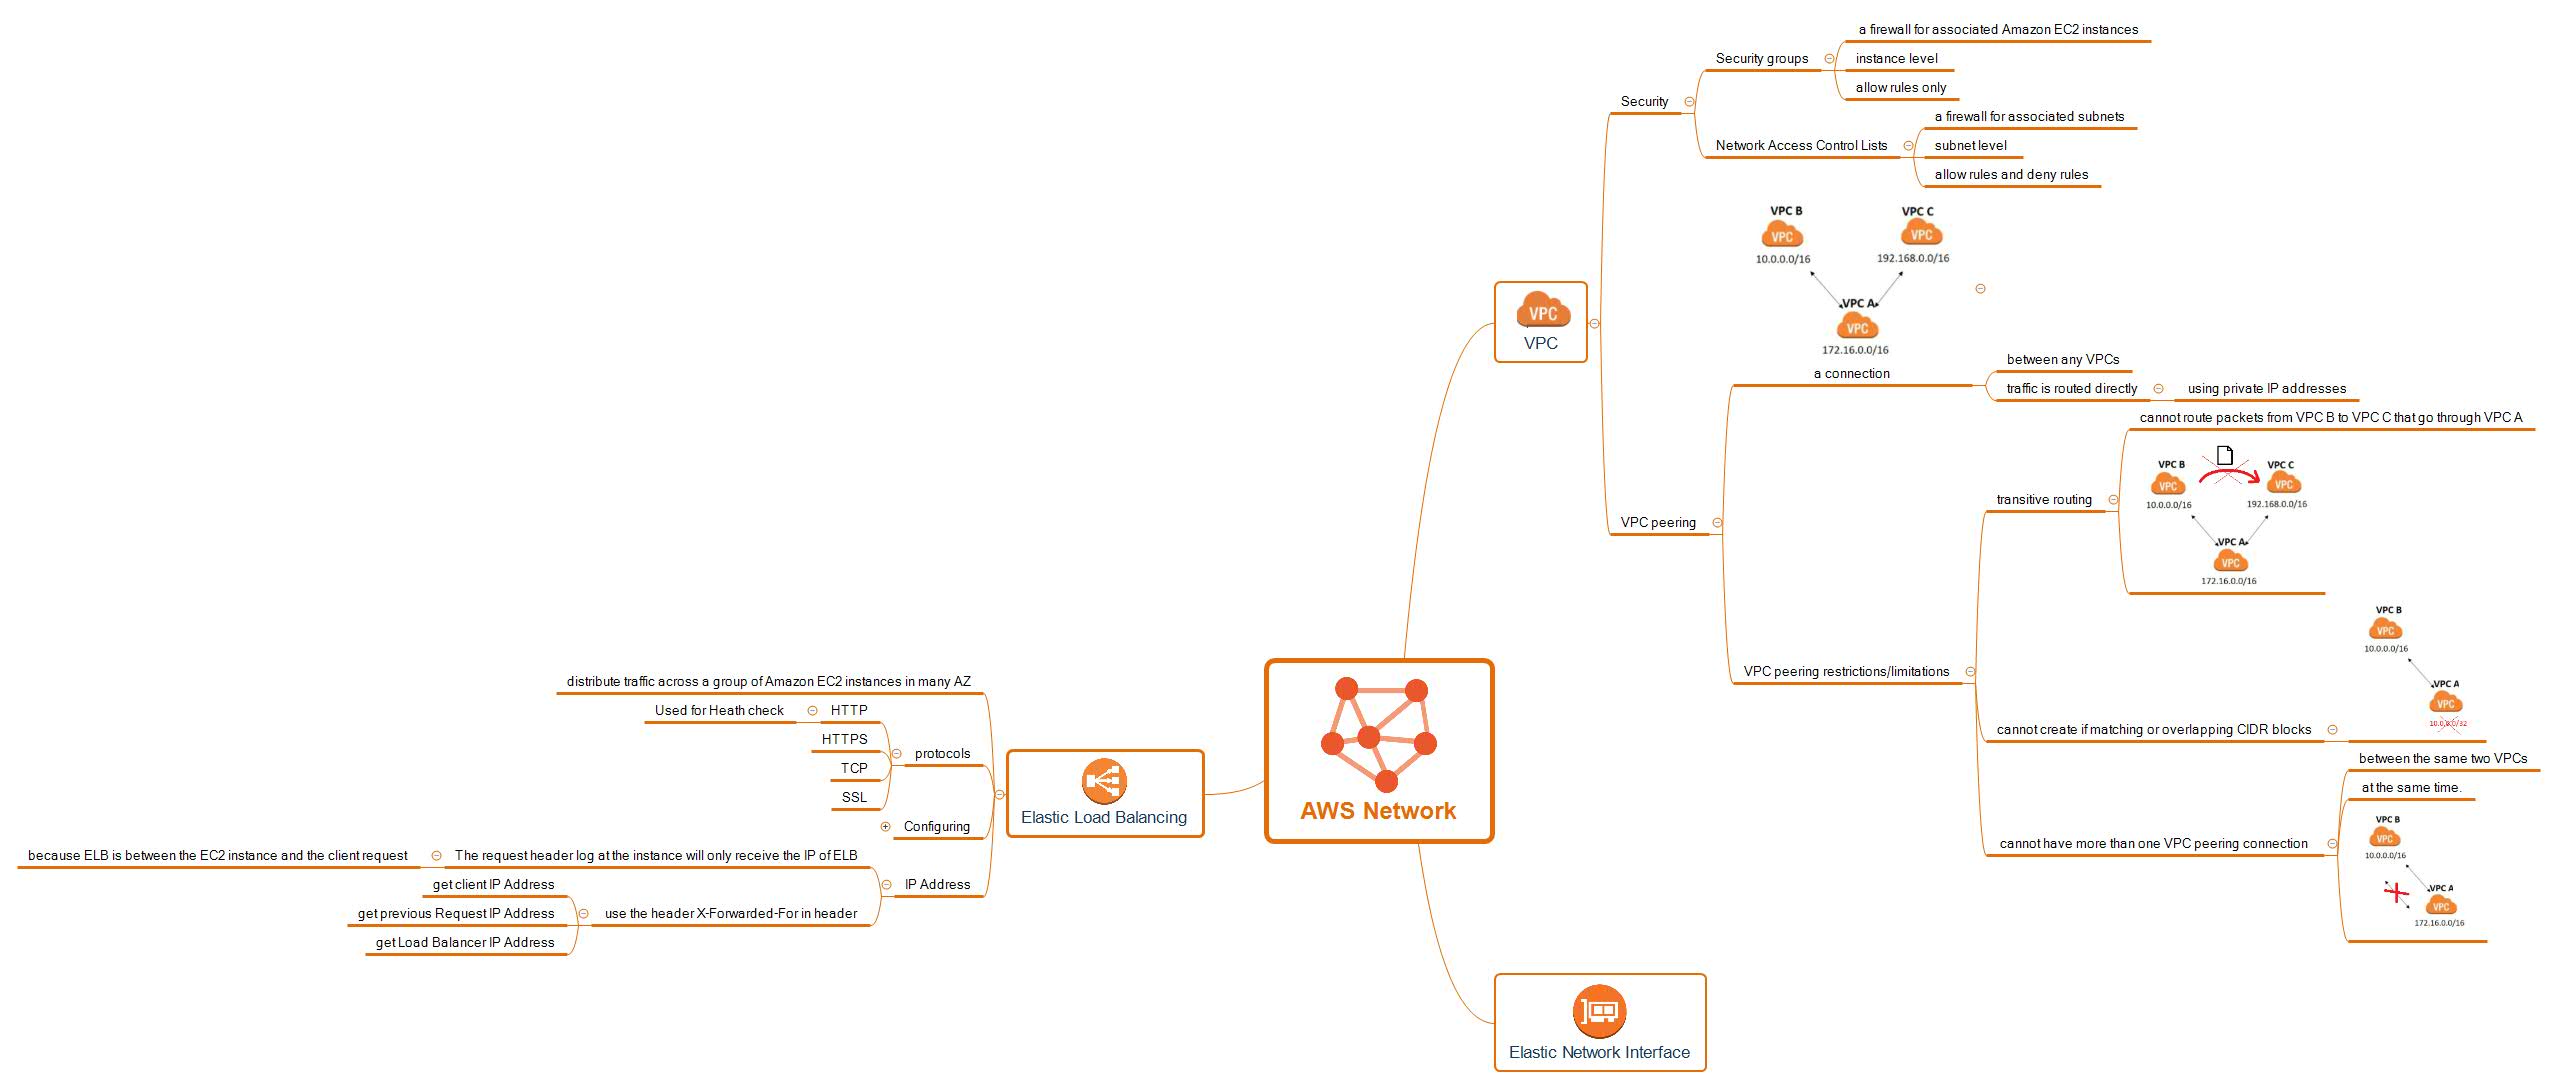 a firewall for associated Amazon EC2 instances
Security groups
instance level
allow rules only
Security
a firewall for associated subnets
Network Access Control Lists
subnet level
allow rules and deny rules
VPC B
VPC C
VPC
VPC
10.0.0.0/16
192.168.0.0/16
VPC A
VPC
172.16.0.0/16
VPC
VPC
a connection
between any VPCs
traffic is routed directly
using private IP addresses
VPC peering
cannot route packets from VPC B to VPC C that go through VPC A
transitive routing
VPC B
VPC C
VPC
VPC
10.0.0.0/16
192.168.0.0/16
VPC A
VPC
172.16.0.0/16
VPC peering restrictions/limitations
VPC B
VPC
10.0.0.0/16
VPC A
VPC
cannot create if matching or overlapping CIDR blocks
between the same two VPCs
at the same time.
cannot have more than one VPC peering connection
VPC B
VPC
10.0.0.0/16
VPC A
VPC
172.16.0.0/16
AWS Network
Elastic Load Balancing
distribute traffic across a group of Amazon EC2 instances in many AZ
Used for Heath check
HTTP
HTTPS
protocols
TCP
SSL
Configuring
because ELB is between the EC2 instance and the client request
The request header log at the instance will only receive the IP of ELB
IP Address
get client IP Address
get previous Request IP Address
use the header X-Forwarded-For in header
get Load Balancer IP Address
Elastic Network Interface